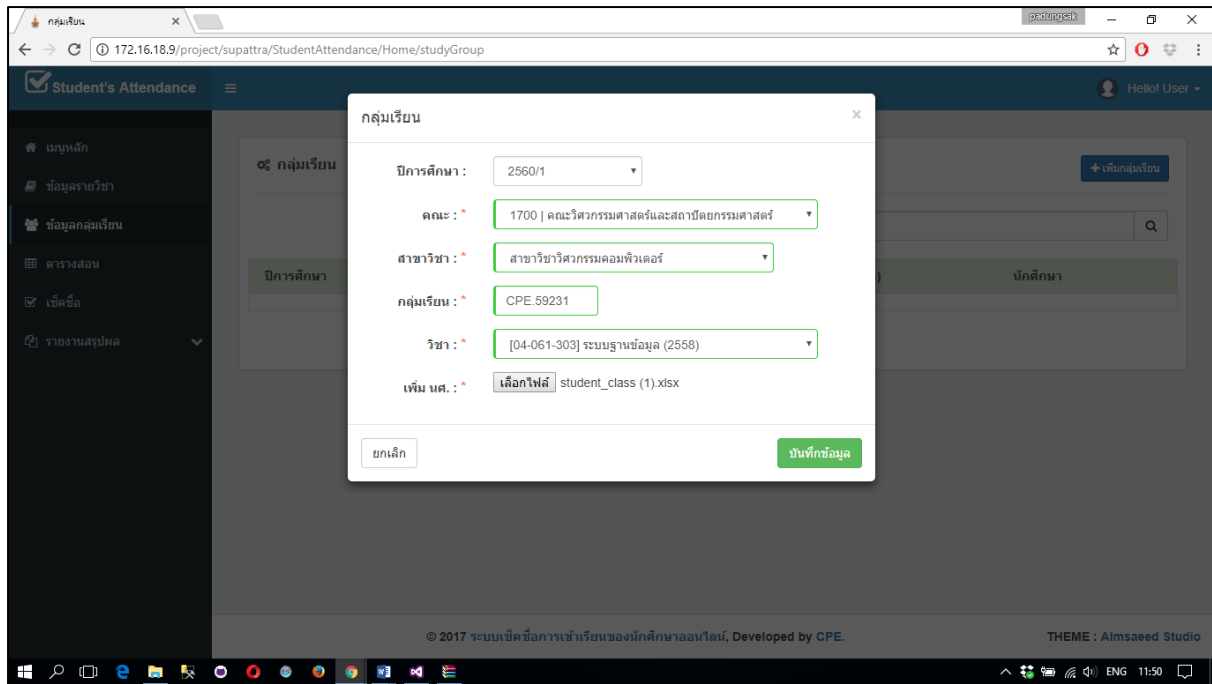 กลุ่มเรียน
padungsak
172.16.18.9/project/supattra/StudentAttendance/Home/studyGroup
Student's Attendance
Hello! User
เมนูหลัก
ข้อมูลรายวิชา
ข้อมูลกลุ่มเรียน
ตารางสอน
เช็คชื่อ
รายงานสรุปผล
กลุ่มเรียน
เพิ่มกลุ่มเรียน
ปีการศึกษา
นักศึกษา
กลุ่มเรียน
ปีการศึกษา : 2560/1
คณะ : * 1700 | คณะวิศวกรรมศาสตร์และสถาปัตยกรรมศาสตร์
สาขาวิชา : * สาขาวิชาวิศวกรรมคอมพิวเตอร์
กลุ่มเรียน : * CPE.59231
วิชา : * [04-061-303] ระบบฐานข้อมูล (2558)
เพิ่ม นศ. : * เลือกไฟล์ student_class (1).xlsx
ยกเลิก บันทึกข้อมูล
© 2017 ระบบเช็คชื่อการเข้าเรียนของนักศึกษาออนไลน์, Developed by CPE.
THEME : Almsaeed Studio
ENG 11:50